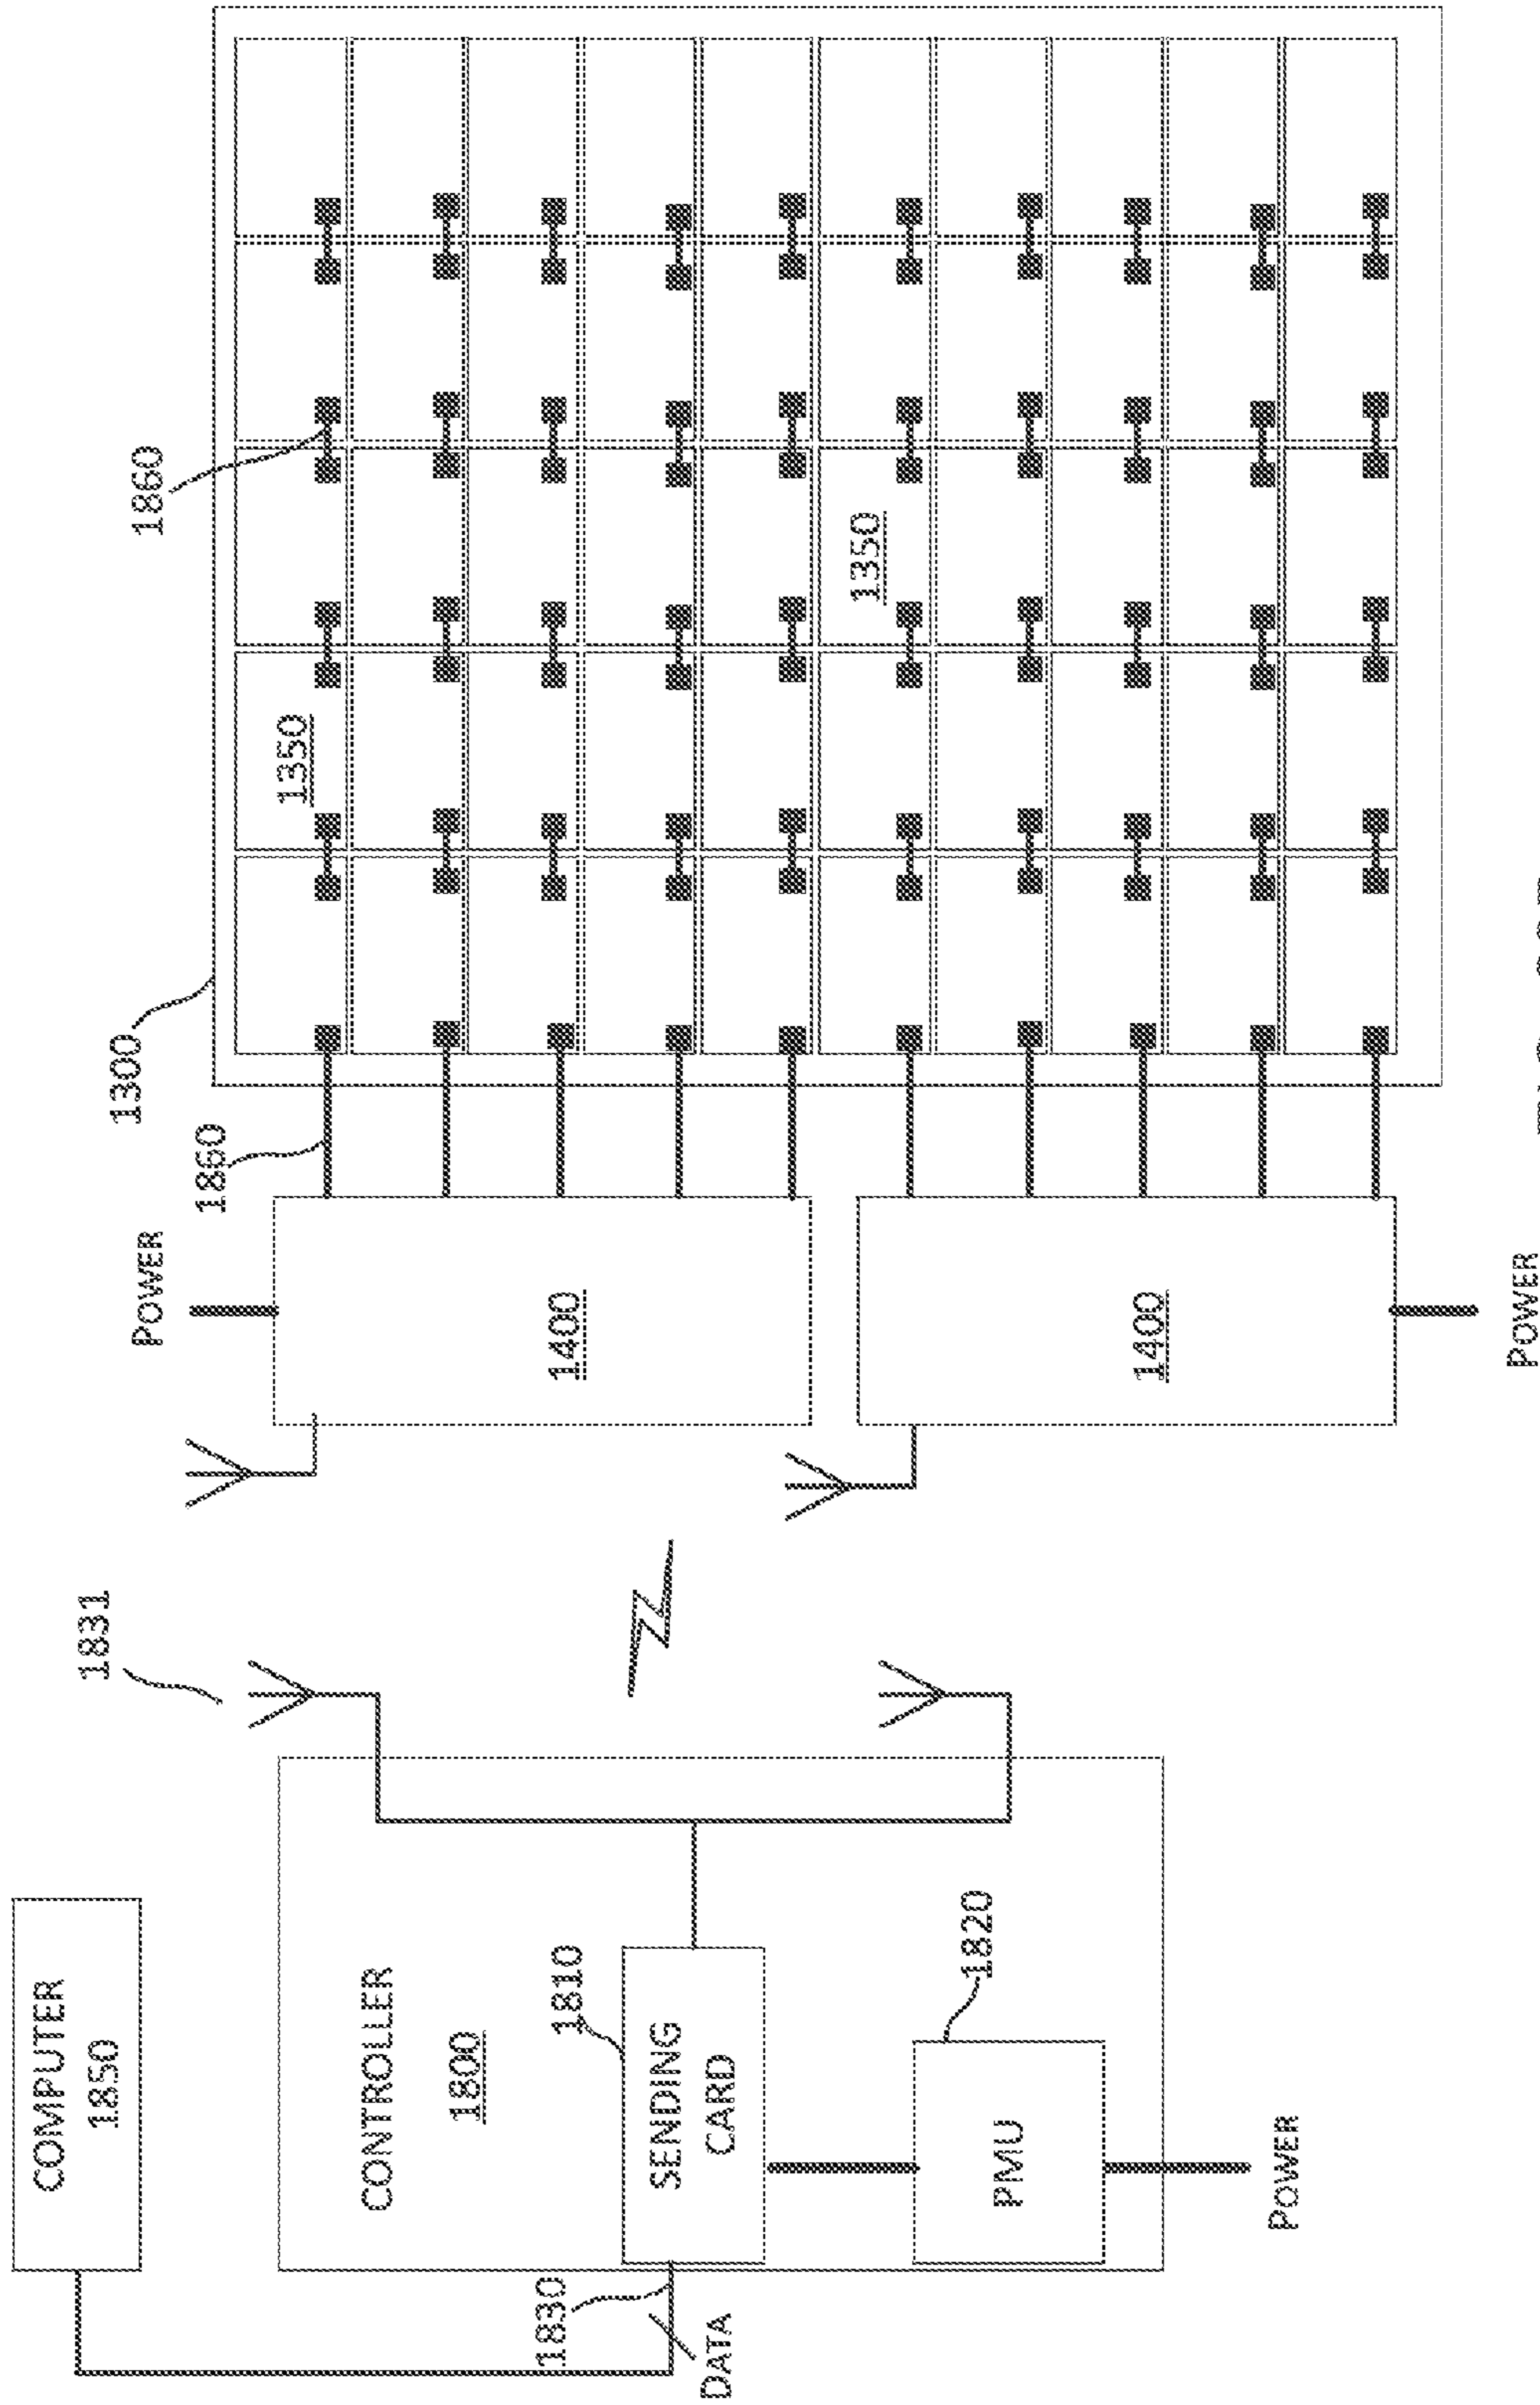 COMPUTER
1850
CONTROLLER
1800
1810
SENDING
CARD
1820
PMU
1830
DATA
POWER
1831
POWER
1400
1400
POWER
1860
1300
1860
1350
1350